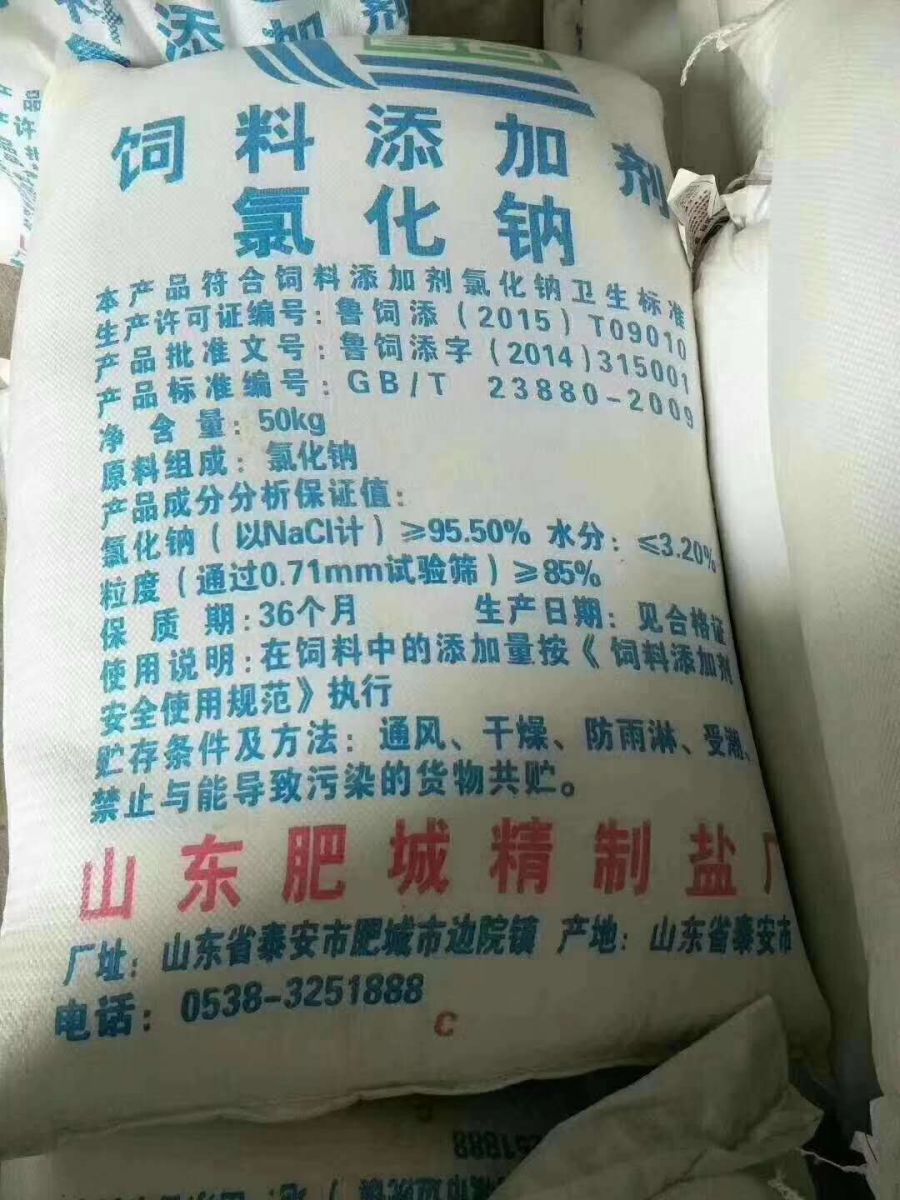 添加
饲料添加剂
氯化钠
本产品符合饲料添加剂氯化钠卫生标准
生产许可证编号：鲁饲添（2015）T09010
产品批准文号：鲁饲添字（2014）315001
产品标准编号：GB/T 23880-2009
净含量：50kg
原料组成：氯化钠
产品成分分析保证值：
氯化钠（以NaCl计）≥95.50% 水分：≤3.20%
粒度（通过0.71mm试验筛）≥85%
保质期：36个月 生产日期：见合格证
使用说明：在饲料中的添加量按《饲料添加剂
安全使用规范》执行
贮存条件及方法：通风、干燥、防雨淋、受潮、
禁止与能导致污染的货物共贮。
山东肥城精制盐厂
厂址：山东省泰安市肥城市边院镇 产地：山东省泰安市
电话：0538-3251888
C